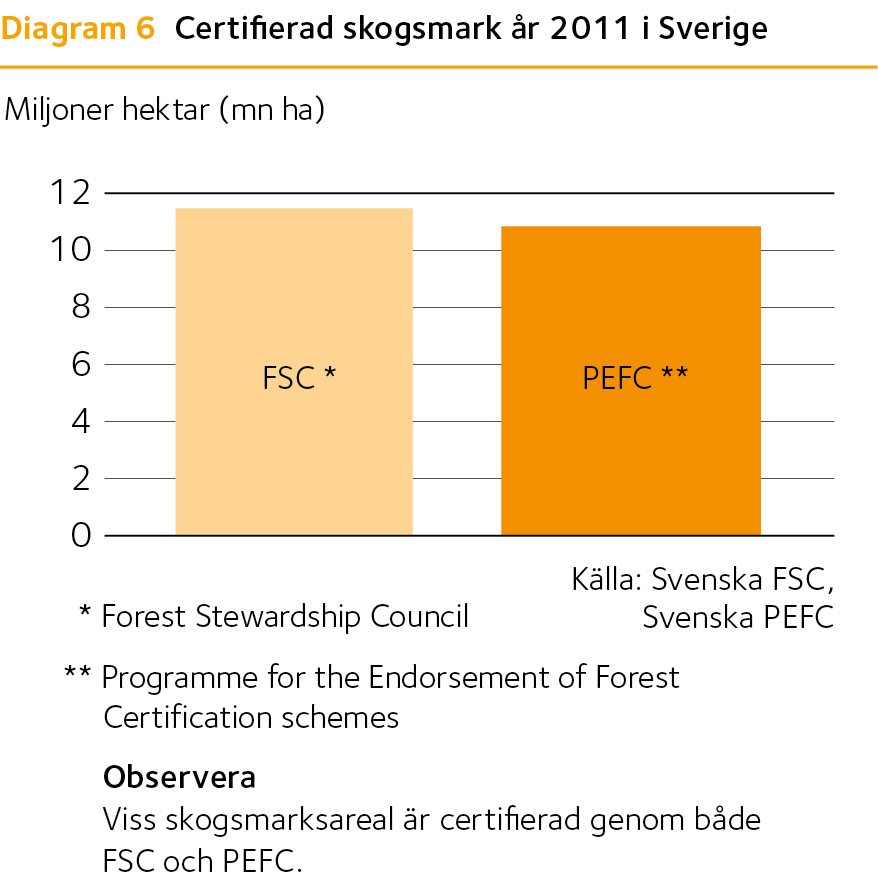 Diagram 6 Certifierad skogsmark år 2011 i Sverige
Miljoner hektar (mn ha)
12
10
8
6
4
2
0
FSC *
PEFC **
Källa: Svenska FSC,
Svenska PEFC
* Forest Stewardship Council
** Programme for the Endorsement of Forest
Certification schemes
Observera
Viss skogsmarksareal är certifierad genom både
FSC och PEFC.